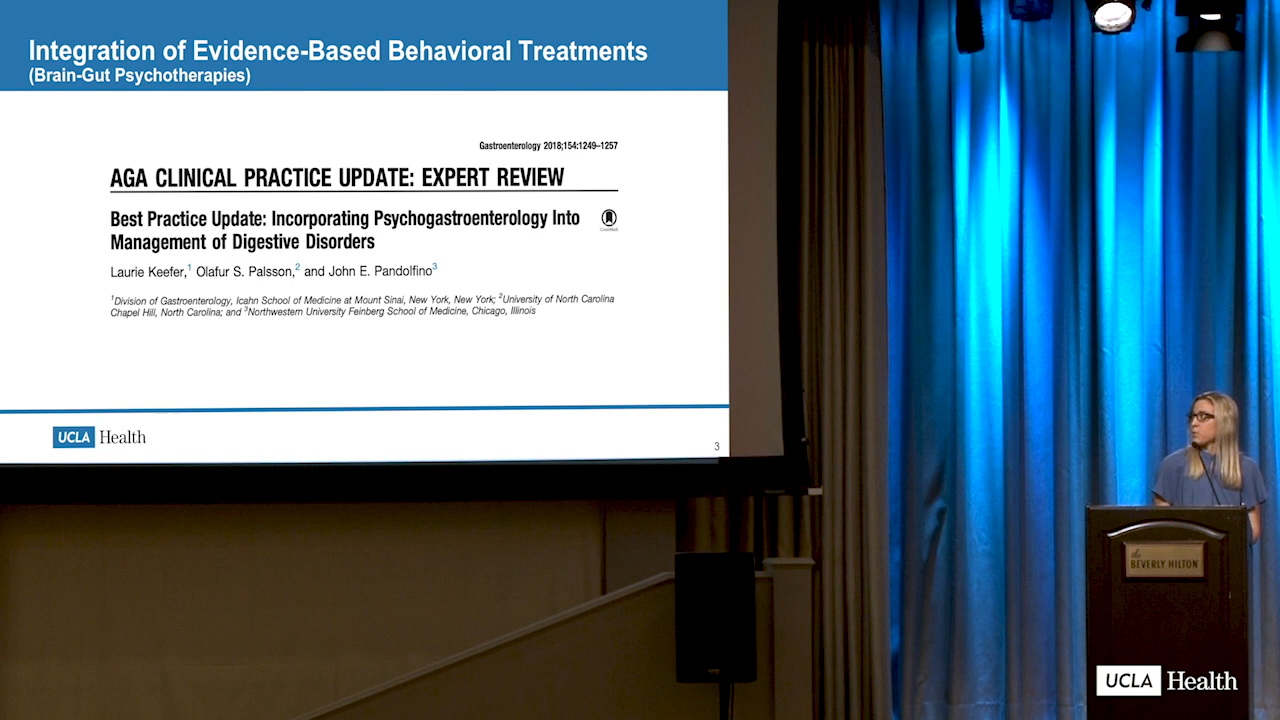 Integration of Evidence-Based Behavioral Treatments
(Brain-Gut Psychotherapies)
Gastroenterology 2018;154:1249–1257
AGA CLINICAL PRACTICE UPDATE: EXPERT REVIEW
Best Practice Update: Incorporating Psychogastroenterology Into
Management of Digestive Disorders
CrossMark
Laurie Keefer,1 Olafur S. Palsson,2 and John E. Pandolfino3
1Division of Gastroenterology, Icahn School of Medicine at Mount Sinai, New York, New York; 2University of North Carolina
Chapel Hill, North Carolina; and 3Northwestern University Feinberg School of Medicine, Chicago, Illinois
UCLA Health
3
the
BEVERLY HILTON
UCLA Health